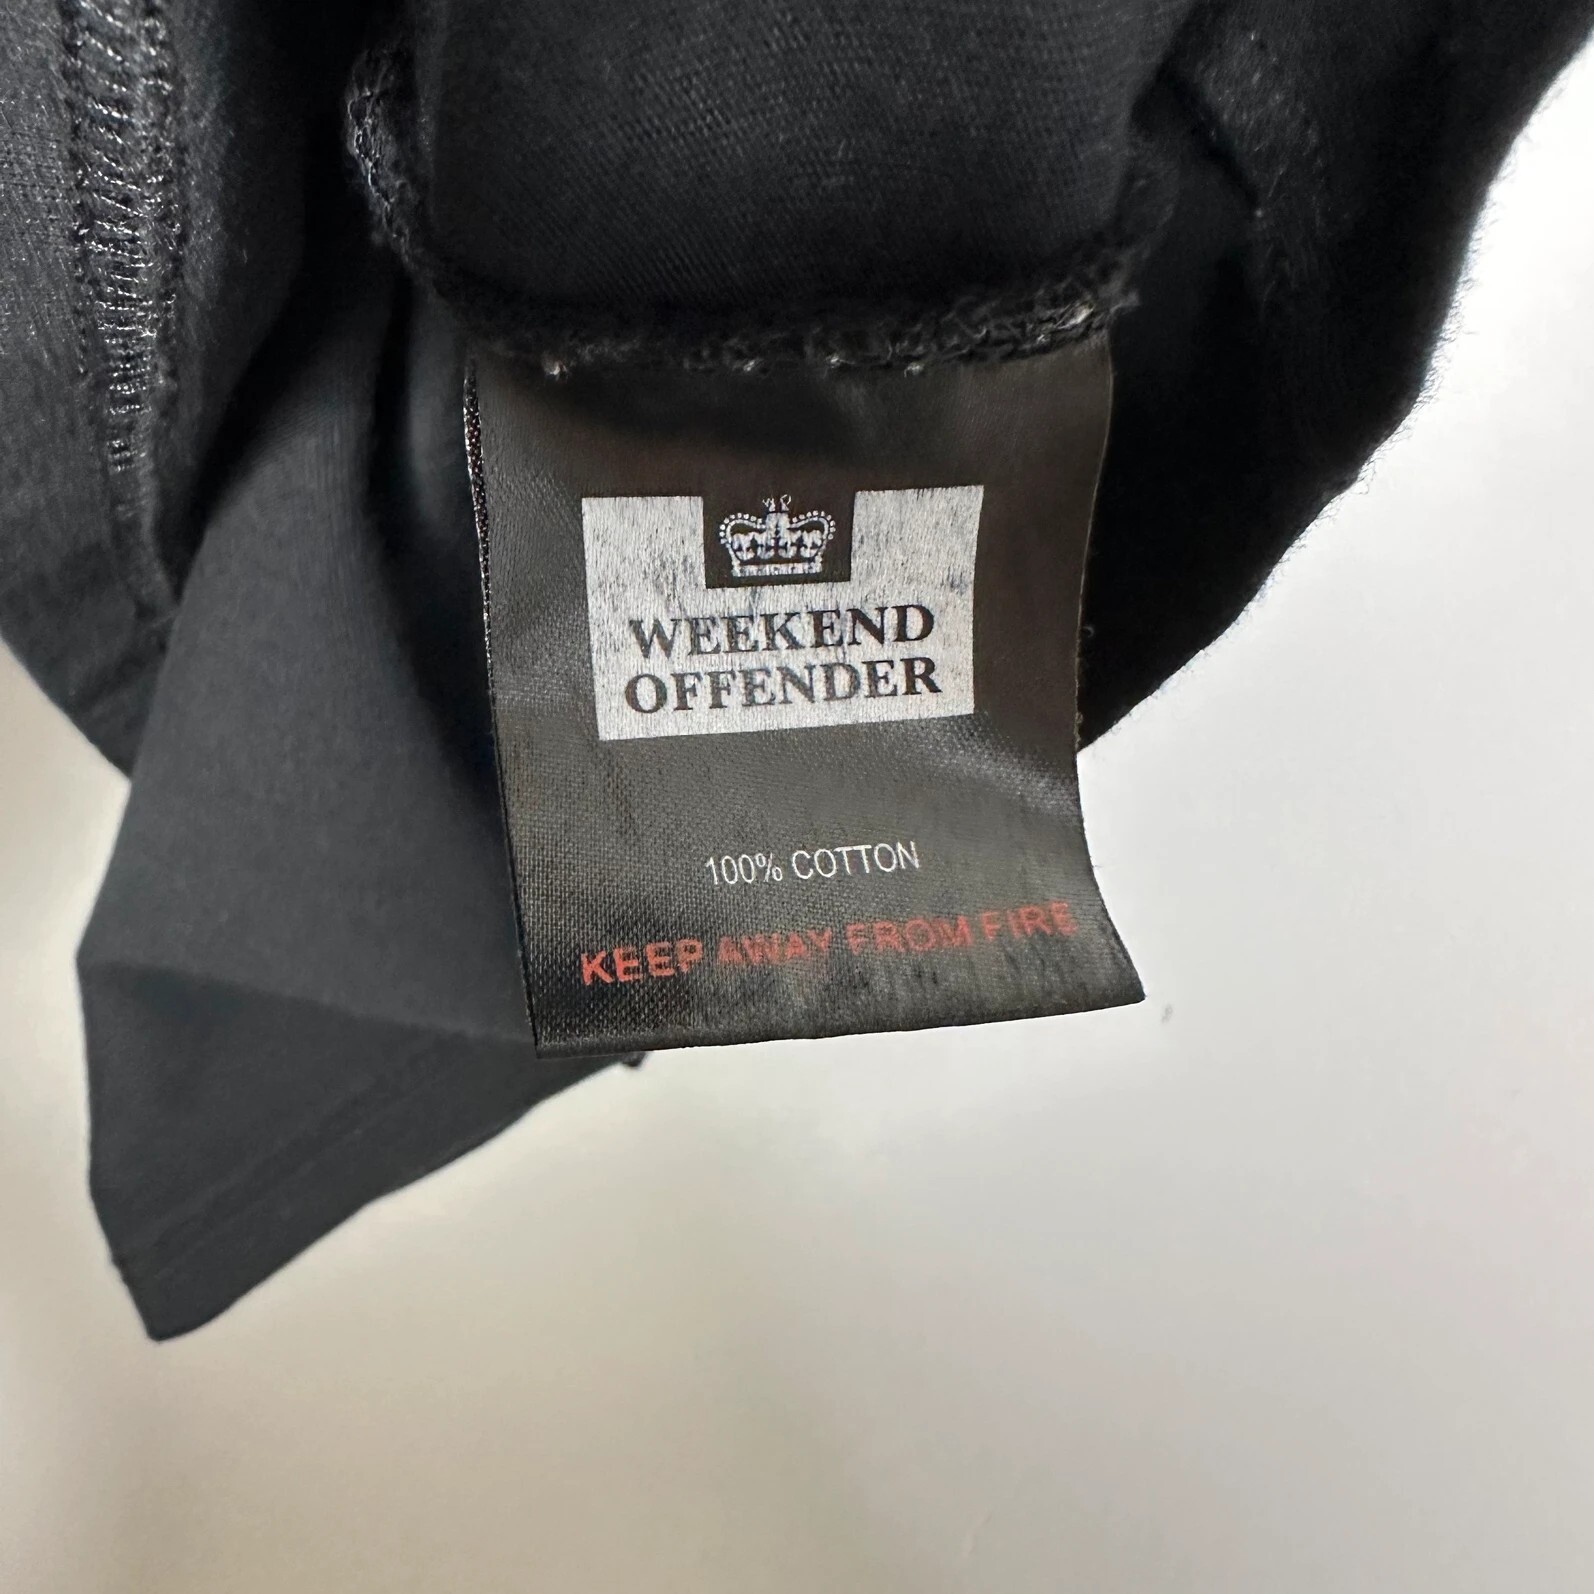 WEEKEND
OFFENDER
100% COTTON
KEEP AWAY FROM FIRE